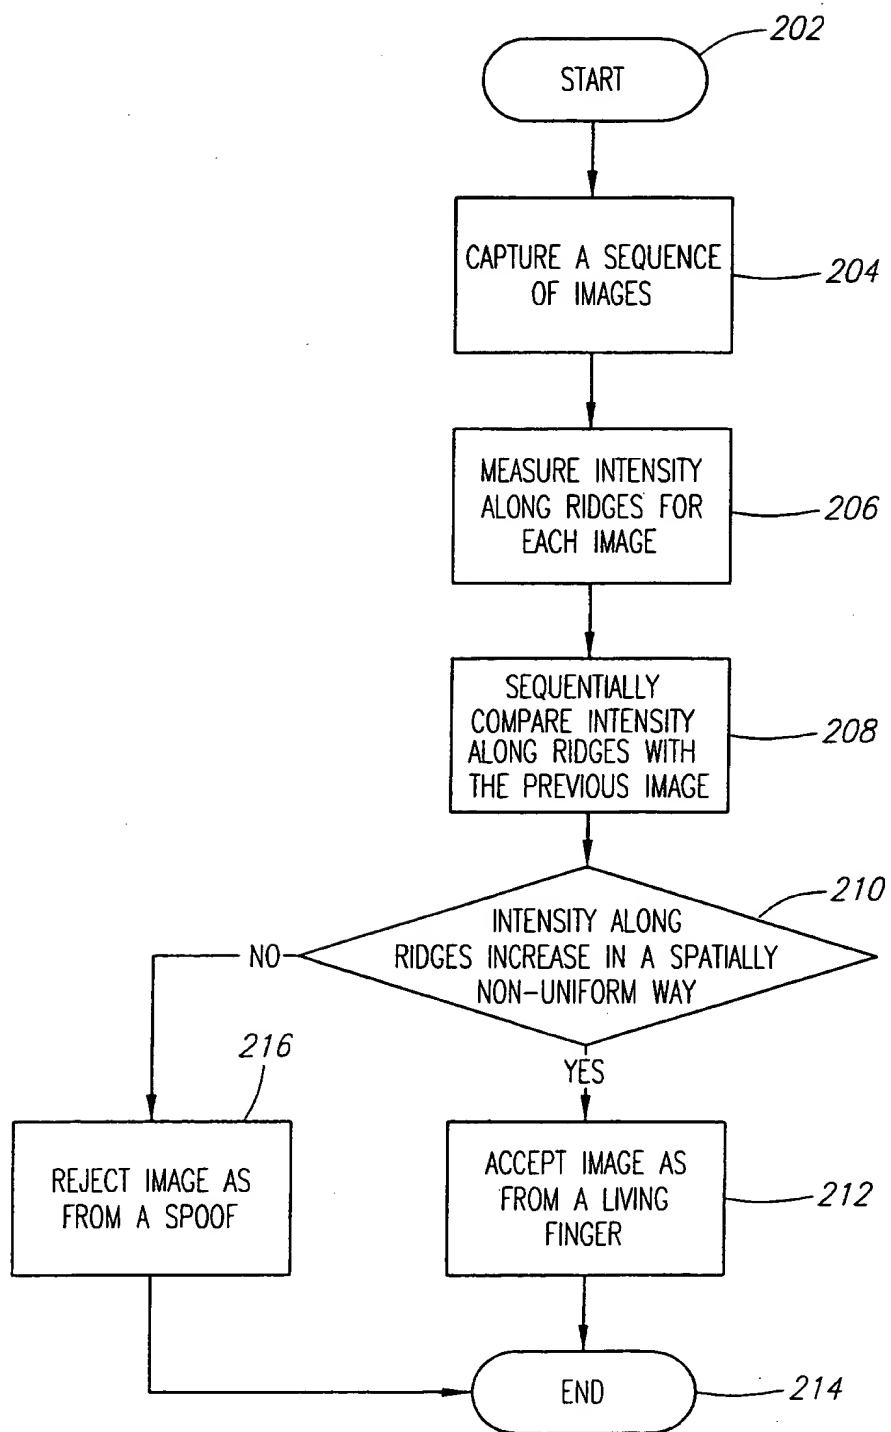 202
START
CAPTURE A SEQUENCE
OF IMAGES
204
MEASURE INTENSITY
ALONG RIDGES FOR
EACH IMAGE
206
SEQUENTIALLY
COMPARE INTENSITY
ALONG RIDGES WITH
THE PREVIOUS IMAGE
208
210
INTENSITY ALONG
RIDGES INCREASE IN A SPATIALLY
NON-UNIFORM WAY
NO
YES
216
REJECT IMAGE AS
FROM A SPOOF
ACCEPT IMAGE AS
FROM A LIVING
FINGER
212
END
214